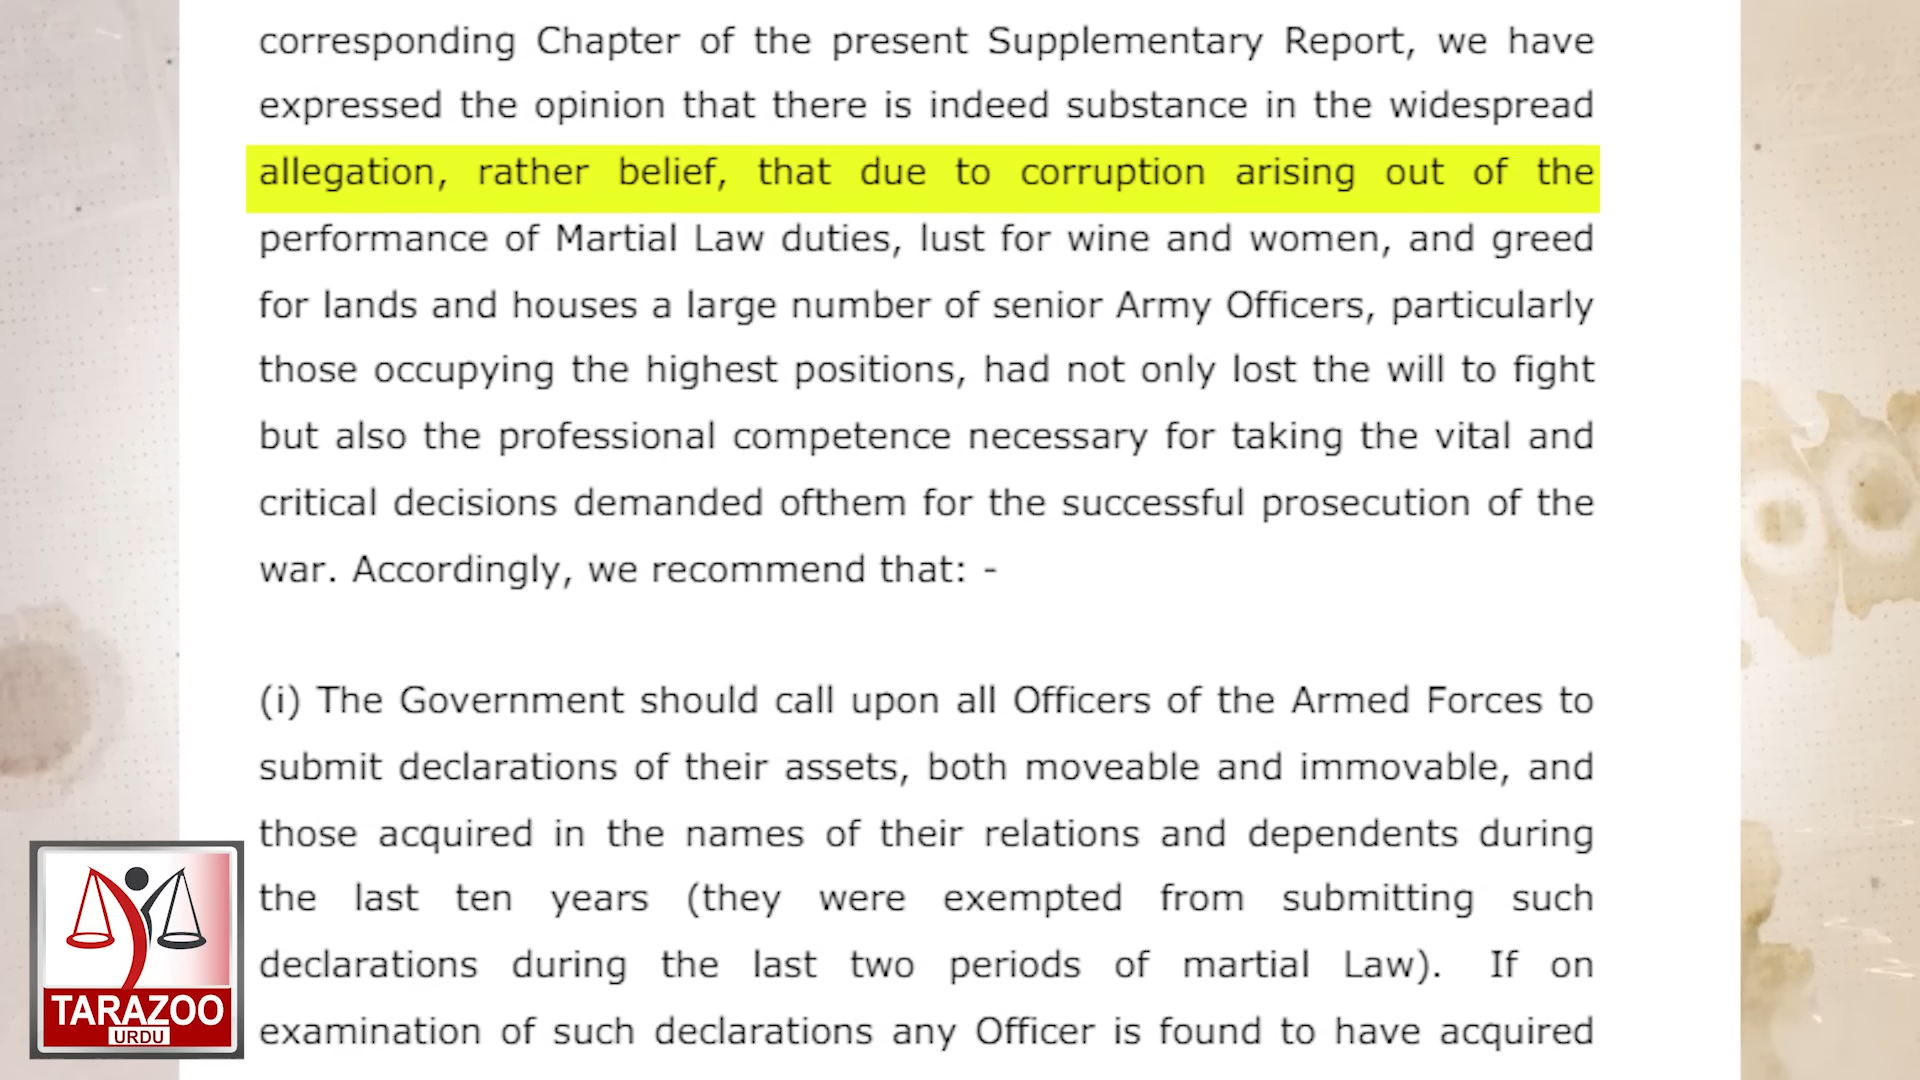 corresponding Chapter of the present Supplementary Report, we have
expressed the opinion that there is indeed substance in the widespread
allegation, rather belief, that due to corruption arising out of the
performance of Martial Law duties, lust for wine and women, and greed
for lands and houses a large number of senior Army Officers, particularly
those occupying the highest positions, had not only lost the will to fight
but also the professional competence necessary for taking the vital and
critical decisions demanded ofthem for the successful prosecution of the
war. Accordingly, we recommend that: -
(i) The Government should call upon all Officers of the Armed Forces to
submit declarations of their assets, both moveable and immovable, and
those acquired in the names of their relations and dependents during
the last ten years (they were exempted from submitting such
declarations during the last two periods of martial Law). If on
examination of such declarations any Officer is found to have acquired
TARAZOO
URDU